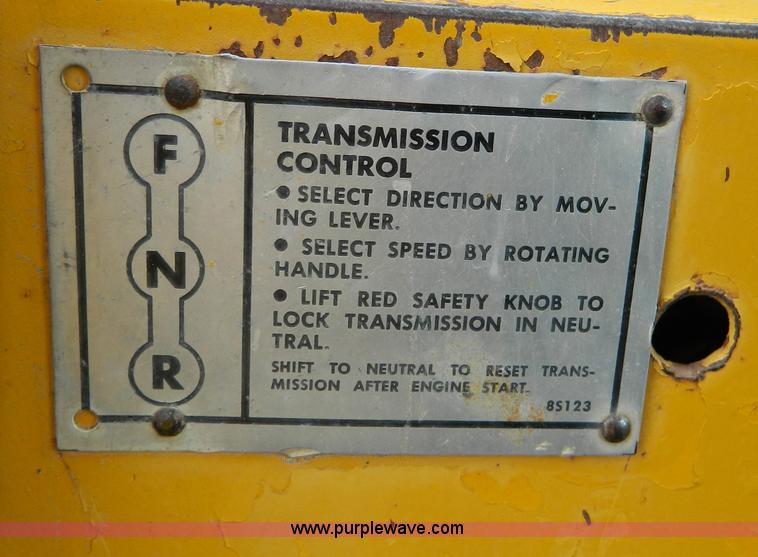 F
N
R
TRANSMISSION
CONTROL
● SELECT DIRECTION BY MOV-
ING LEVER.
● SELECT SPEED BY ROTATING
HANDLE.
● LIFT RED SAFETY KNOB TO
LOCK TRANSMISSION IN NEU-
TRAL.
SHIFT TO NEUTRAL TO RESET TRANS-
MISSION AFTER ENGINE START.
8S123
www.purplewave.com